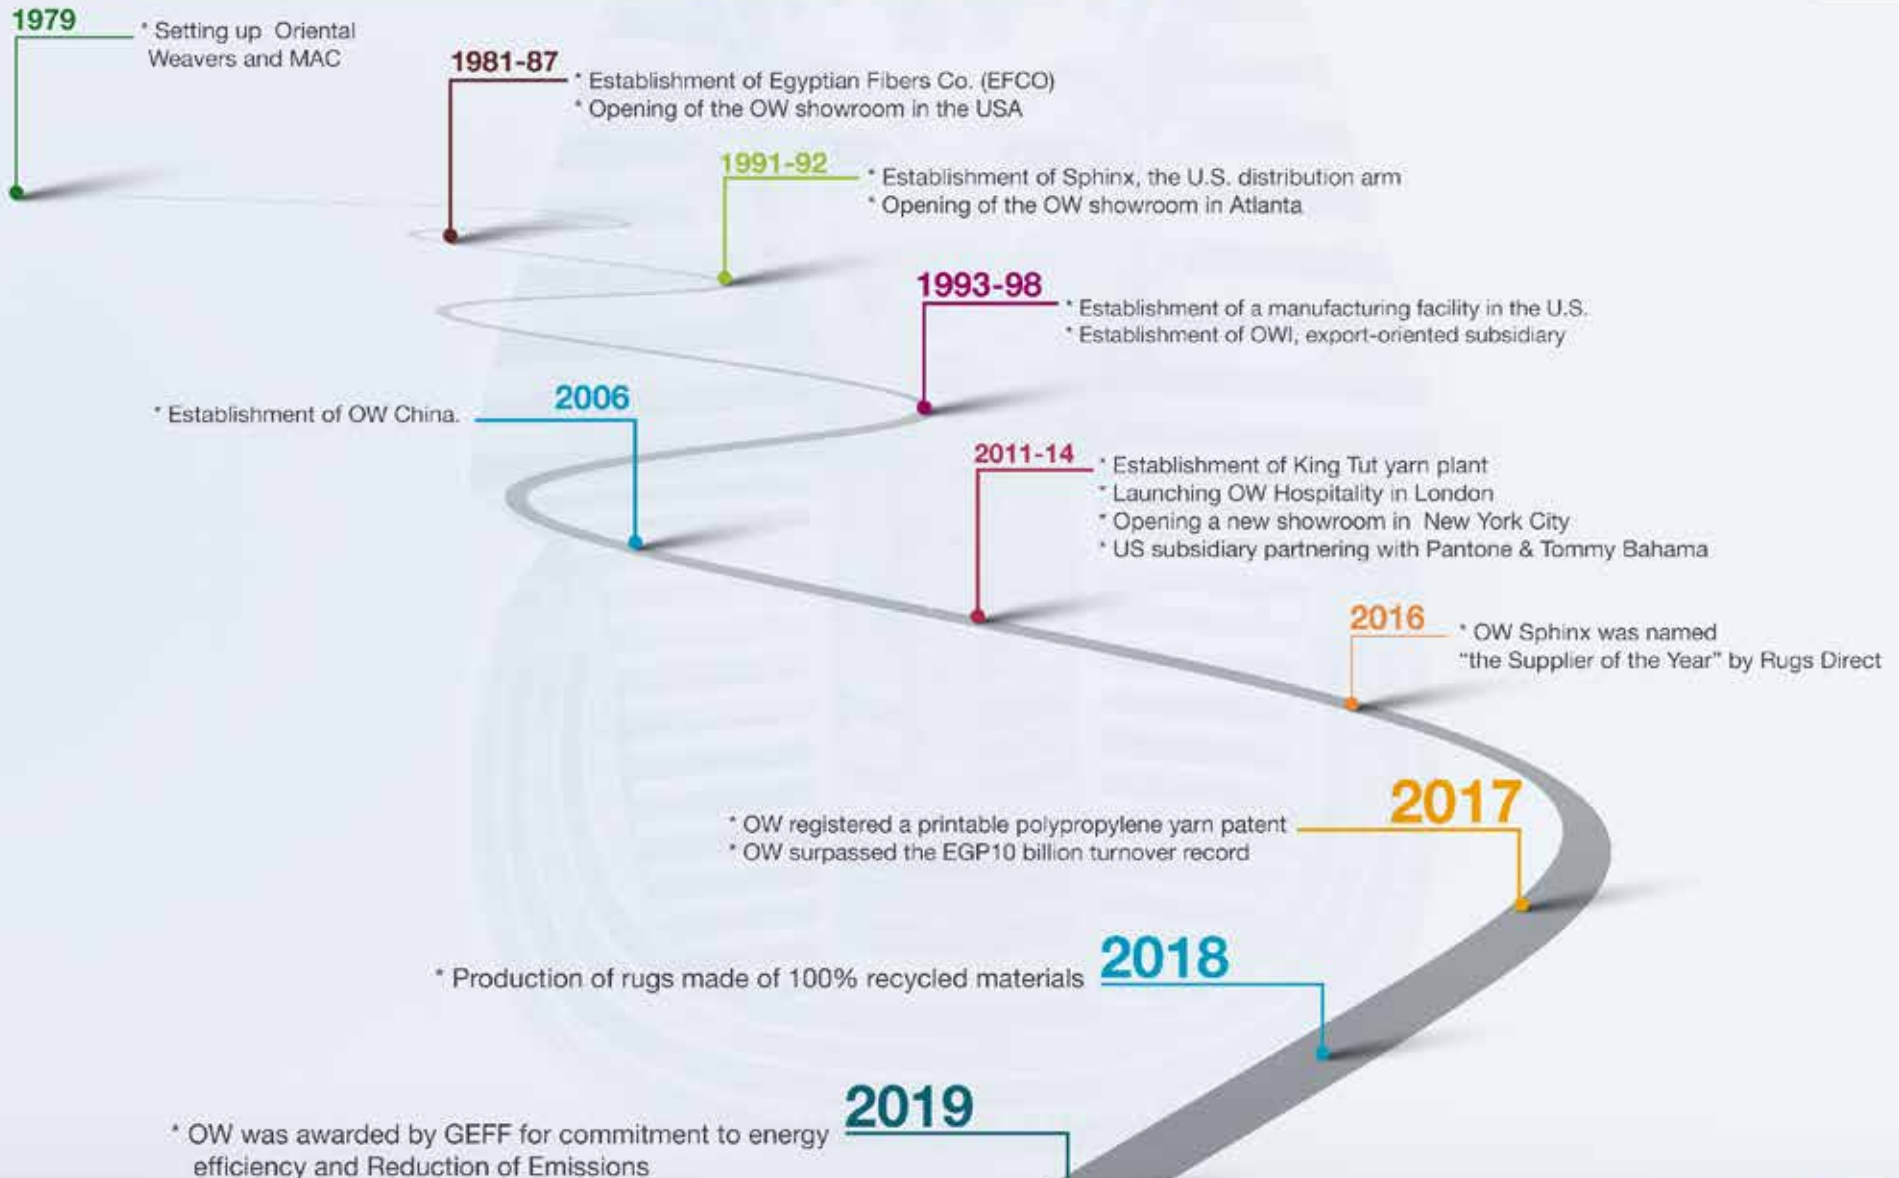 1979
* Setting up Oriental
Weavers and MAC
1981-87
* Establishment of Egyptian Fibers Co. (EFCO)
* Opening of the OW showroom in the USA
1991-92
* Establishment of Sphinx, the U.S. distribution arm
* Opening of the OW showroom in Atlanta
1993-98
* Establishment of a manufacturing facility in the U.S.
* Establishment of OWI, export-oriented subsidiary
2006
* Establishment of OW China.
2011-14
* Establishment of King Tut yarn plant
* Launching OW Hospitality in London
* Opening a new showroom in New York City
* US subsidiary partnering with Pantone & Tommy Bahama
2016
* OW Sphinx was named
“the Supplier of the Year” by Rugs Direct
2017
* OW registered a printable polypropylene yarn patent
* OW surpassed the EGP10 billion turnover record
2018
* Production of rugs made of 100% recycled materials
2019
* OW was awarded by GEFF for commitment to energy
efficiency and Reduction of Emissions